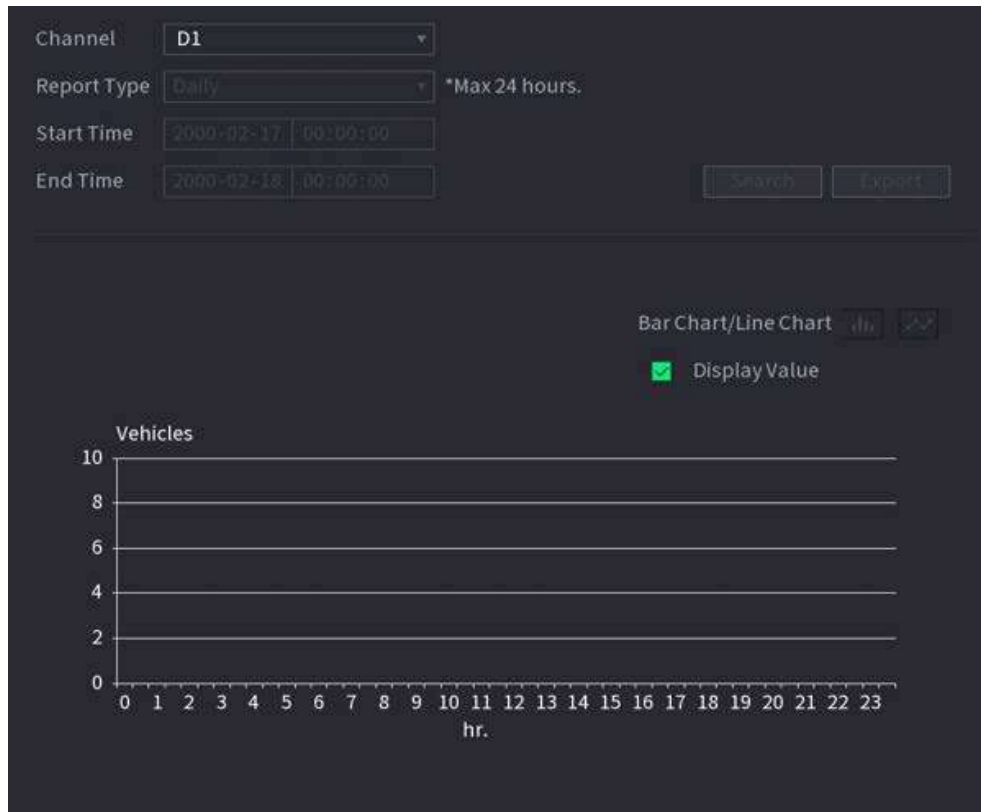 Channel D1
Report Type Daily *Max 24 hours.
Start Time 2000-02-17 00:00:00
End Time 2000-02-18 00:00:00
Search Export
Bar Chart/Line Chart
Display Value
Vehicles
10
8
6
4
2
0
0 1 2 3 4 5 6 7 8 9 10 11 12 13 14 15 16 17 18 19 20 21 22 23
hr.